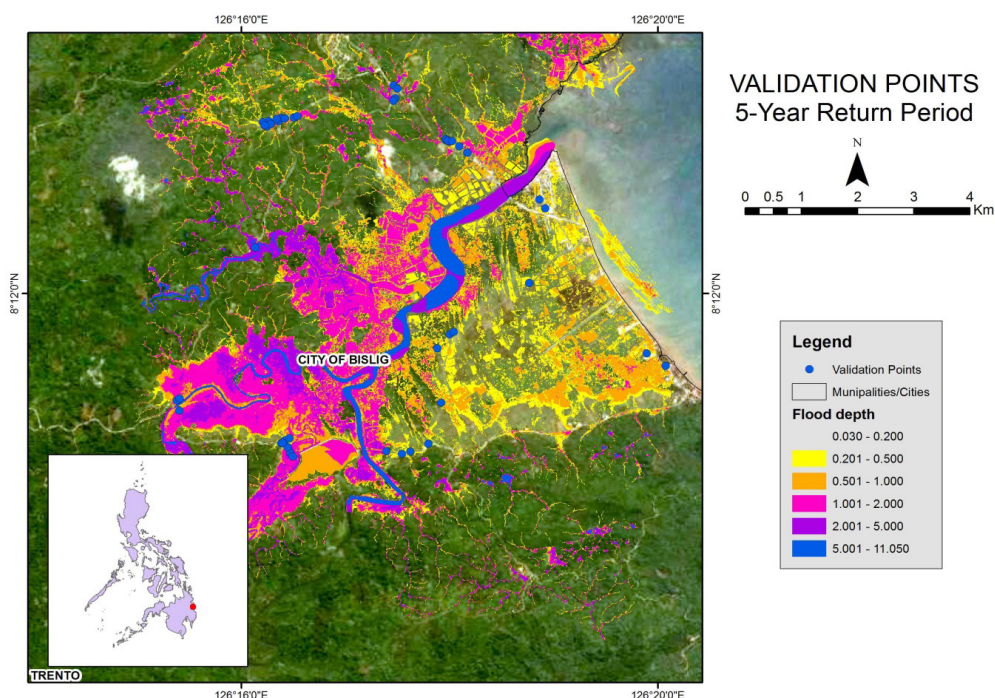 126°16'0"E
126°20'0"E
8°12'0"N
8°12'0"N
CITY OF BISLIG
TRENTO
126°16'0"E
126°20'0"E
VALIDATION POINTS
5-Year Return Period
N
0 0.5 1 2 3 4
Km
Legend
Validation Points
Munipalities/Cities
Flood depth
0.030 - 0.200
0.201 - 0.500
0.501 - 1.000
1.001 - 2.000
2.001 - 5.000
5.001 - 11.050